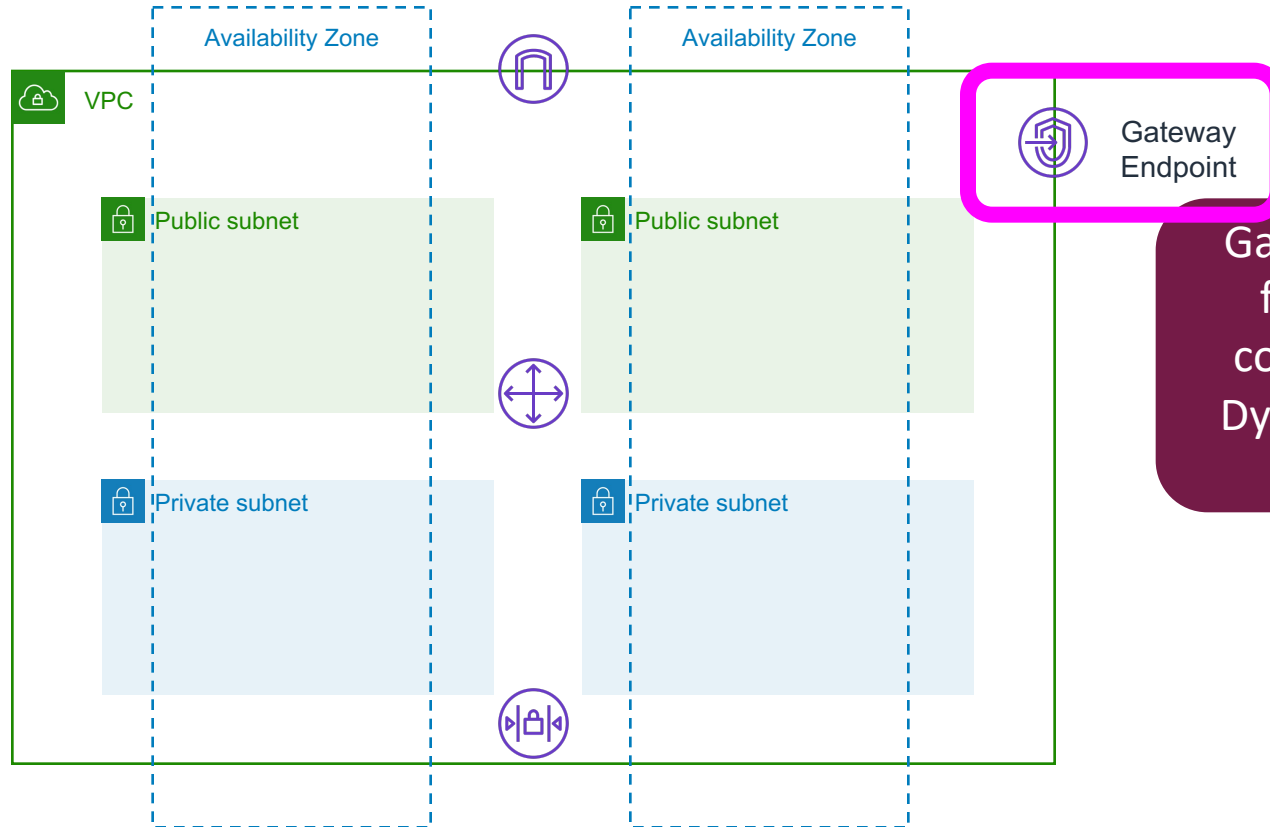 Availability Zone
Availability Zone
VPC
Gateway
Endpoint
Public subnet
Public subnet
Private subnet
Private subnet